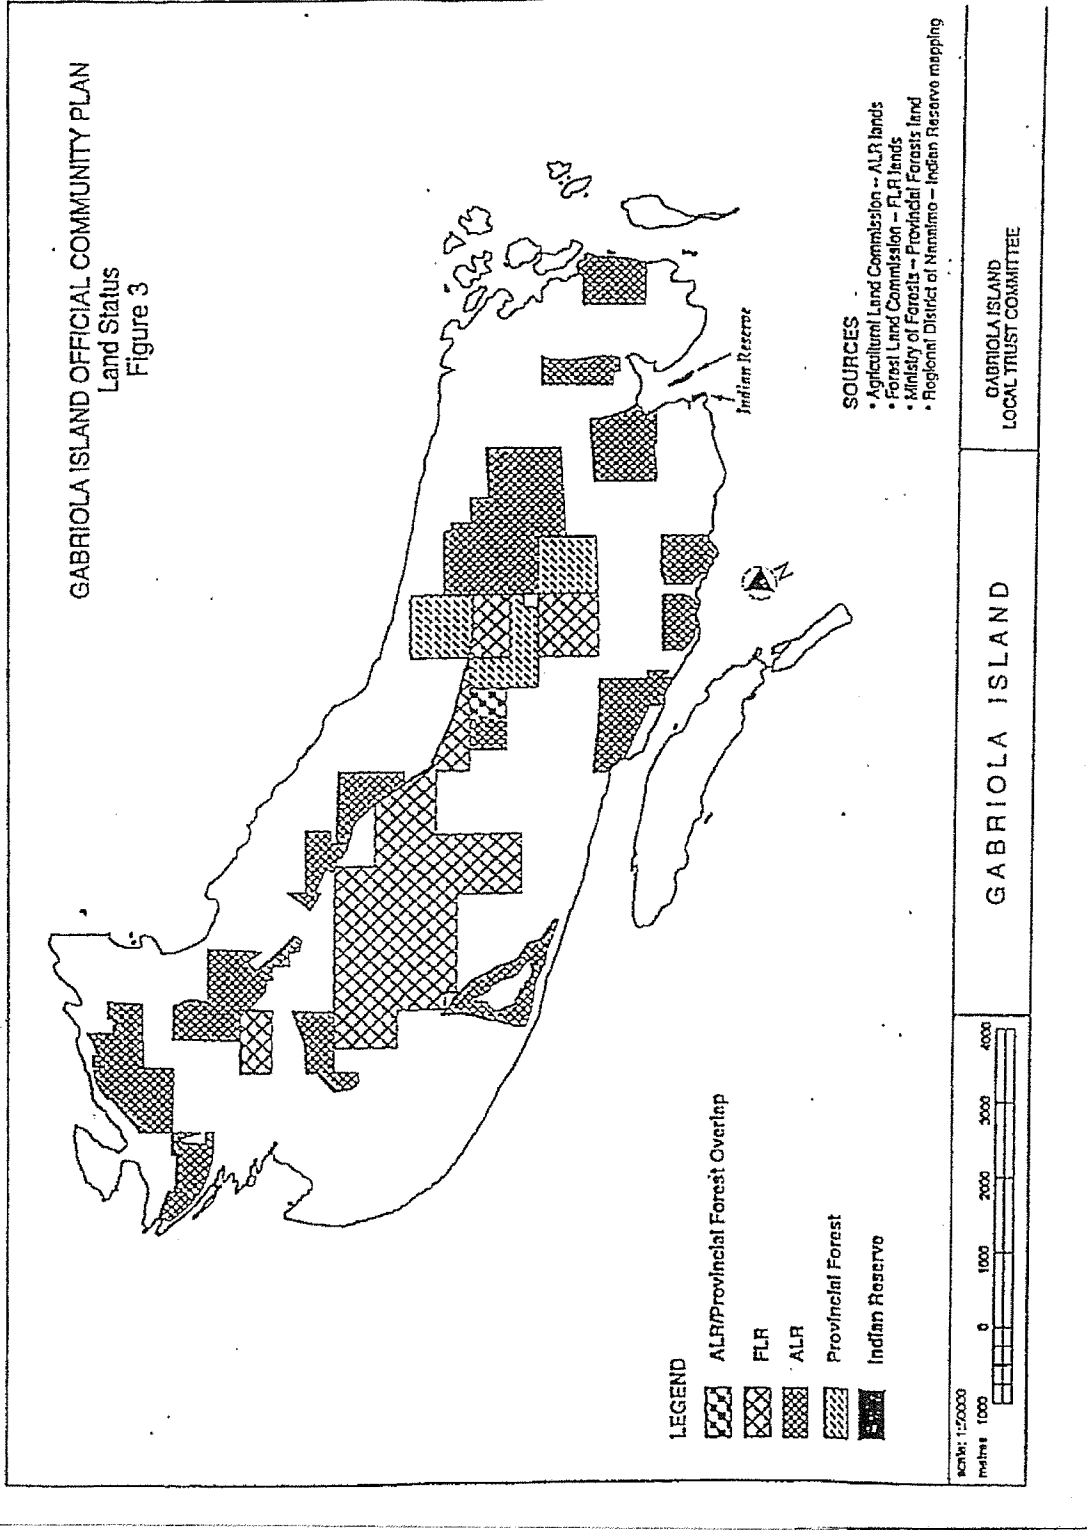 GABRIOLA ISLAND OFFICIAL COMMUNITY PLAN
Land Status
Figure 3
Indian Reserve
N
LEGEND
ALR/Provincial Forest Overlap
FLR
ALR
Provincial Forest
Indian Reserve
SOURCES
• Agricultural Land Commission -- ALR lands
• Forest Land Commission -- FLR lands
• Ministry of Forests -- Provincial Forests land
• Regional District of Nanaimo -- Indian Reserve mapping
scale: 1:50000
metres 1000 0 1000 2000 3000 4000
GABRIOLA ISLAND
GABRIOLA ISLAND
LOCAL TRUST COMMITTEE